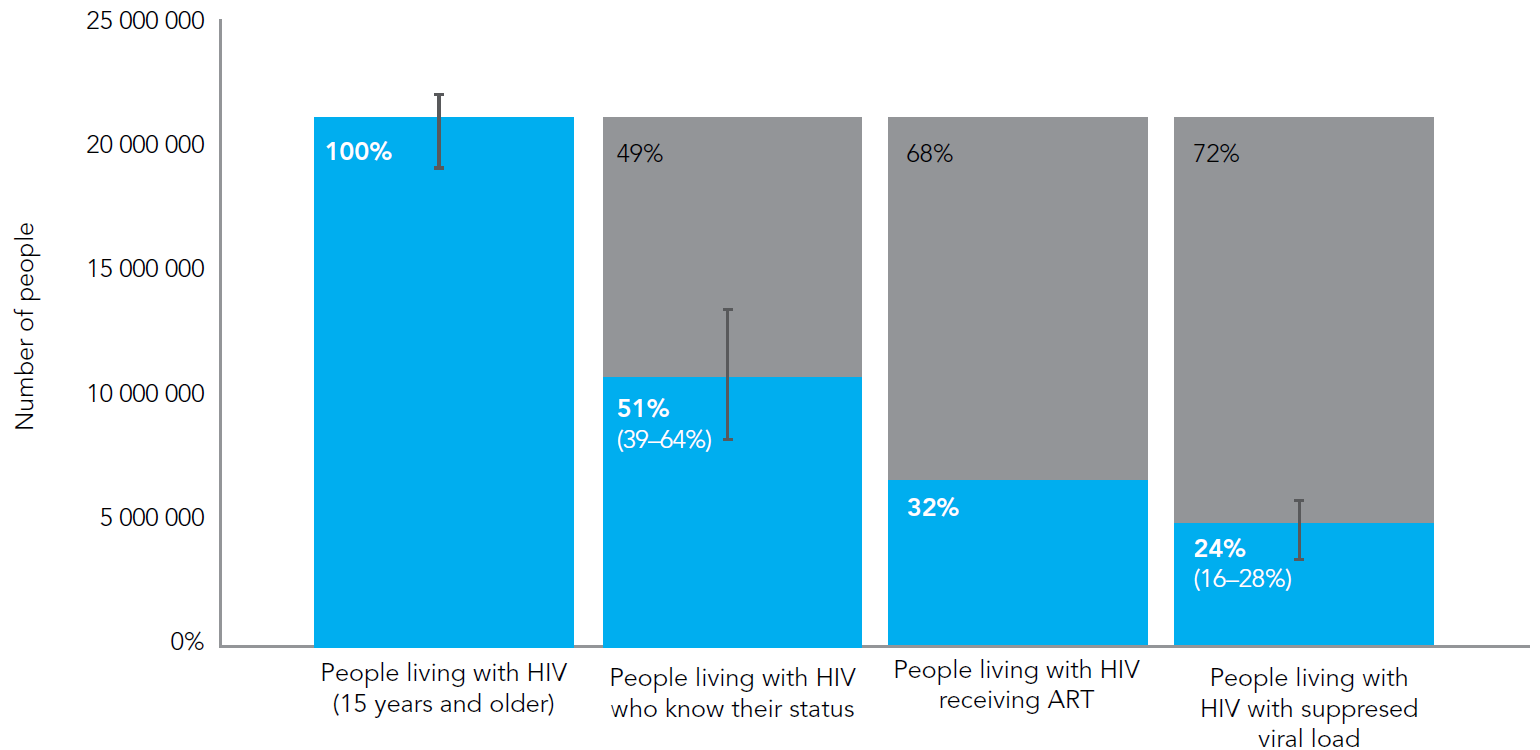 25 000 000
20 000 000
15 000 000
10 000 000
5 000 000
0%
Number of people
100%
49%
51%
(39–64%)
68%
32%
72%
24%
(16–28%)
People living with HIV
(15 years and older)
People living with HIV
who know their status
People living with HIV
receiving ART
People living with
HIV with suppresed
viral load